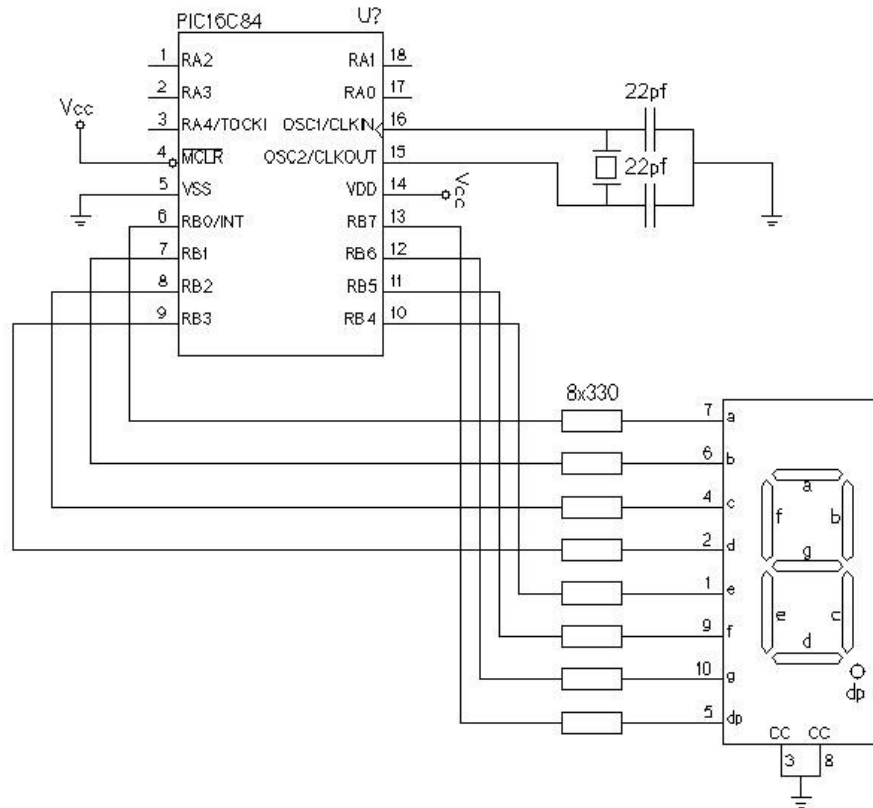 PIC16C84 U?
1 RA2 RA1 18
2 RA3 RA0 17
3 RA4/TOCKI OSC1/CLKIN 16
4 MCLR OSC2/CLKOUT 15
5 VSS VDD 14
6 RB0/INT RB7 13
7 RB1 RB6 12
8 RB2 RB5 11
9 RB3 RB4 10
Vcc
22pf
22pf
Vcc
8x330
7 a
6 b
4 c
2 d
1 e
9 f
10 g
5 dp
a
f b
g
e c
d
dp
CC CC
3 8